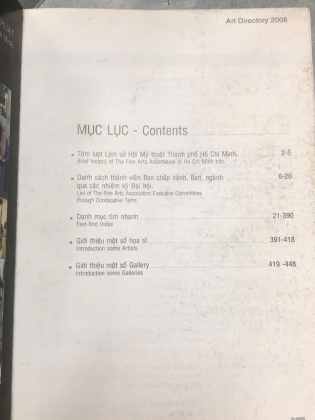 Art Directory 2008
MỤC LỤC - Contents
• Tóm lược Lịch sử Hội Mỹ thuật Thành phố Hồ Chí Minh. 2-5
Brief history of The Fine Arts Association of Ho Chi Minh city.
• Danh sách thành viên Ban chấp hành, Ban, ngành 6-20
qua các nhiệm kỳ Đại hội.
List of The Fine Arts Association Executive Committees
through Consecutive Term.
• Danh mục tìm nhanh 21-390
Fast-find Index
• Giới thiệu một số họa sĩ 391-418
Introduction some Artists
• Giới thiệu một số Gallery 419 -448
Introduction some Galleries